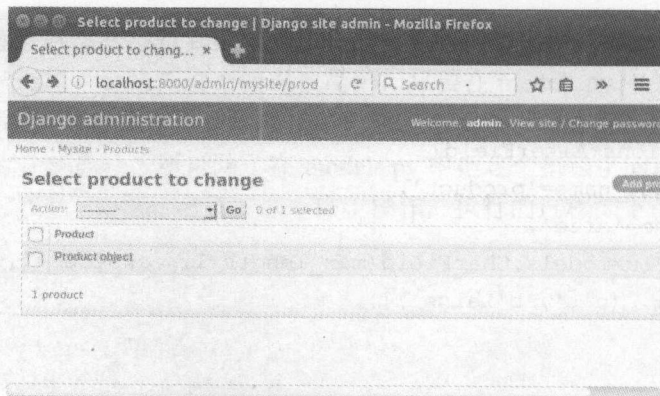 Select product to change | Django site admin - Mozilla Firefox
Select product to chang... ×
localhost:8000/admin/mysite/prod
Search
Django administration
Welcome, admin. View site / Change password
Home › Mysite › Products
Select product to change
Add pro
Action: --------- Go 0 of 1 selected
Product
Product object
1 product